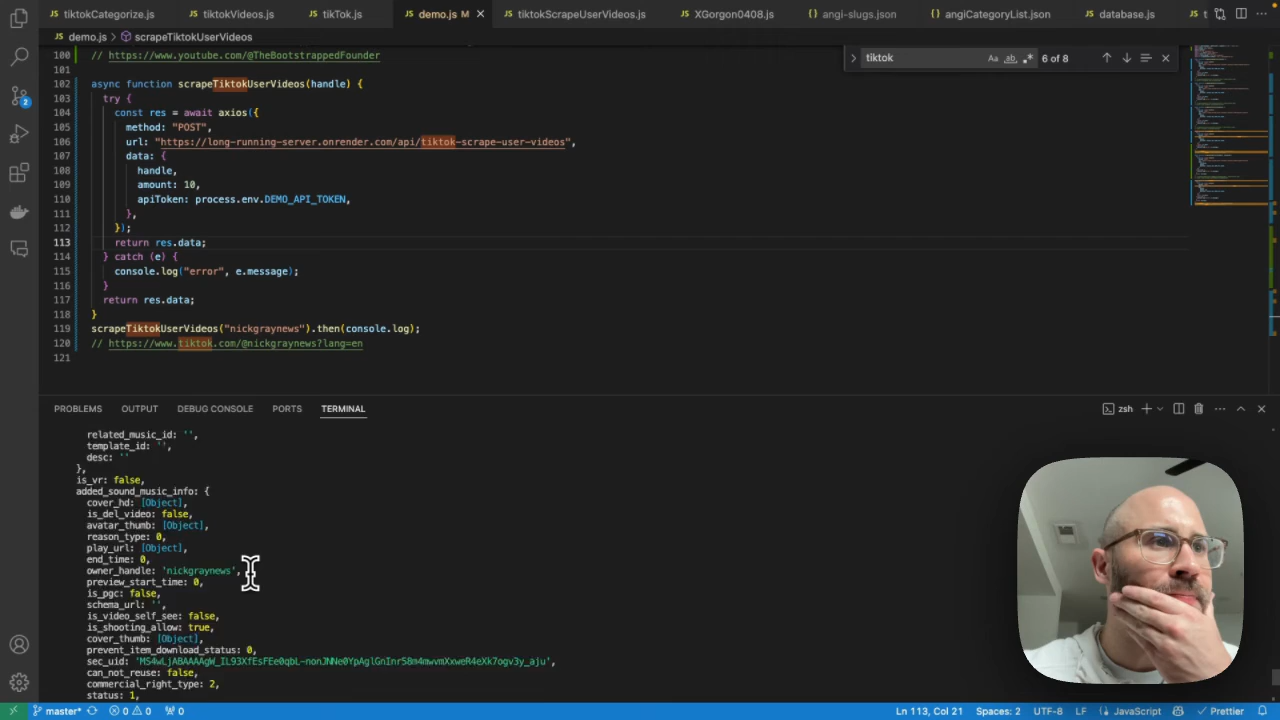 tiktokCategorize.js
tiktokVideos.js
tikTok.js
demo.js M
tiktokScrapeUserVideos.js
XGorgon0408.js
angi-slugs.json
angiCategoryList.json
database.js
demo.js > scrapeTiktokUserVideos
tiktok
Aa
ab
6 of 8
100 // https://www.youtube.com/@TheBootstrappedFounder
101
102 async function scrapeTiktokUserVideos(handle) {
103 try {
104 const res = await axios({
105 method: "POST",
106 url: "https://long-running-server.onrender.com/api/tiktok-scrape-user-videos",
107 data: {
108 handle,
109 amount: 10,
110 apiToken: process.env.DEMO_API_TOKEN,
111 },
112 });
113 return res.data;
114 } catch (e) {
115 console.log("error", e.message);
116 }
117 return res.data;
118 }
119 scrapeTiktokUserVideos("nickgraynews").then(console.log);
120 // https://www.tiktok.com/@nickgraynews?lang=en
121
PROBLEMS OUTPUT DEBUG CONSOLE PORTS TERMINAL
zsh
related_music_id: '',
template_id: '',
desc: ''
},
is_vr: false,
added_sound_music_info: {
cover_hd: [Object],
is_del_video: false,
avatar_thumb: [Object],
reason_type: 0,
play_url: [Object],
end_time: 0,
owner_handle: 'nickgraynews',
preview_start_time: 0,
is_pgc: false,
schema_url: '',
is_video_self_see: false,
is_shooting_allow: true,
cover_thumb: [Object],
prevent_item_download_status: 0,
can_not_reuse: false,
commercial_right_type: 2,
status: 1,
2
master* 0 0 0
Ln 113, Col 21 Spaces: 2 UTF-8 LF JavaScript Prettier